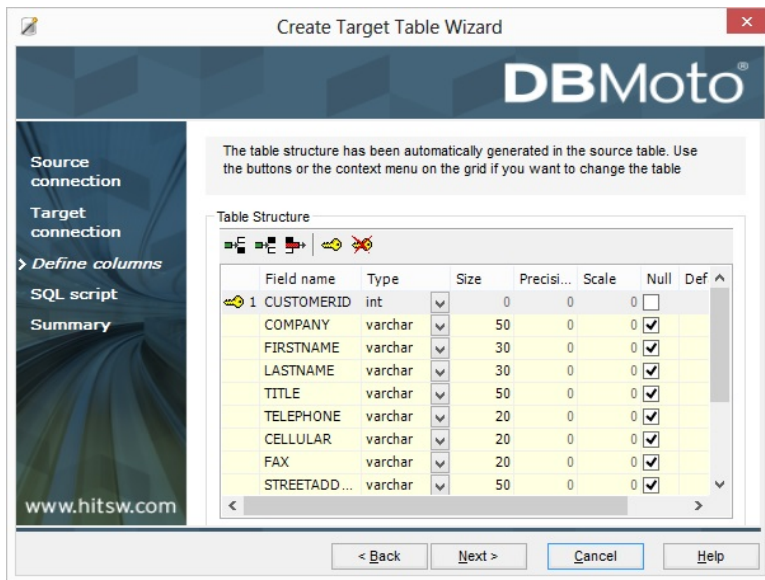 Create Target Table Wizard
DBMoto®
Source
connection
Target
connection
Define columns
SQL script
Summary
www.hitsw.com
The table structure has been automatically generated in the source table. Use
the buttons or the context menu on the grid if you want to change the table
Table Structure
Field name Type Size Precisi... Scale Null Def
1 CUSTOMERID int 0 0 0
COMPANY varchar 50 0 0
FIRSTNAME varchar 30 0 0
LASTNAME varchar 30 0 0
TITLE varchar 50 0 0
TELEPHONE varchar 20 0 0
CELLULAR varchar 20 0 0
FAX varchar 20 0 0
STREETADD... varchar 50 0 0
< Back Next > Cancel Help